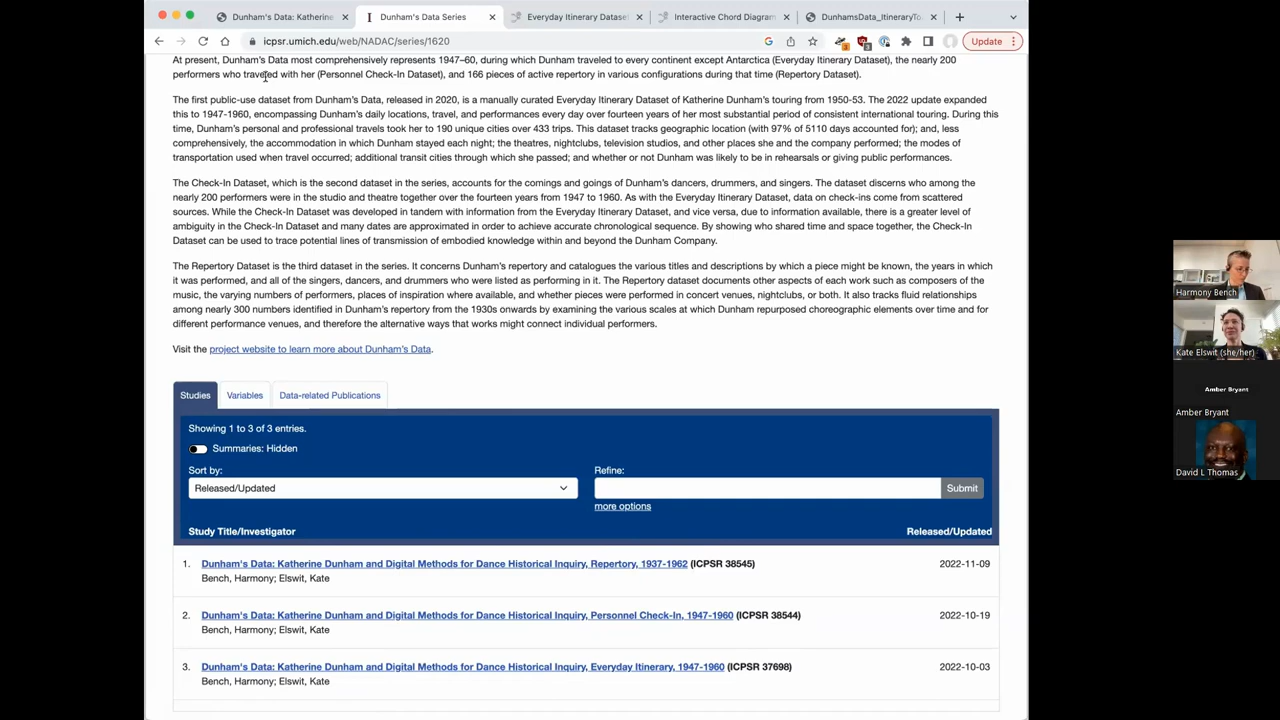 Dunham's Data: Katherine
Dunham's Data Series
Everyday Itinerary Dataset
Interactive Chord Diagram
DunhamsData_ItineraryTo
icpsr.umich.edu/web/NADAC/series/1620
Update
At present, Dunham's Data most comprehensively represents 1947–60, during which Dunham traveled to every continent except Antarctica (Everyday Itinerary Dataset), the nearly 200
performers who traveled with her (Personnel Check-In Dataset), and 166 pieces of active repertory in various configurations during that time (Repertory Dataset).
The first public-use dataset from Dunham's Data, released in 2020, is a manually curated Everyday Itinerary Dataset of Katherine Dunham's touring from 1950-53. The 2022 update expanded
this to 1947-1960, encompassing Dunham's daily locations, travel, and performances every day over fourteen years of her most substantial period of consistent international touring. During this
time, Dunham's personal and professional travels took her to 190 unique cities over 433 trips. This dataset tracks geographic location (with 97% of 5110 days accounted for); and, less
comprehensively, the accommodation in which Dunham stayed each night; the theatres, nightclubs, television studios, and other places she and the company performed; the modes of
transportation used when travel occurred; additional transit cities through which she passed; and whether or not Dunham was likely to be in rehearsals or giving public performances.
The Check-In Dataset, which is the second dataset in the series, accounts for the comings and goings of Dunham's dancers, drummers, and singers. The dataset discerns who among the
nearly 200 performers were in the studio and theatre together over the fourteen years from 1947 to 1960. As with the Everyday Itinerary Dataset, data on check-ins come from scattered
sources. While the Check-In Dataset was developed in tandem with information from the Everyday Itinerary Dataset, and vice versa, due to information available, there is a greater level of
ambiguity in the Check-In Dataset and many dates are approximated in order to achieve accurate chronological sequence. By showing who shared time and space together, the Check-In
Dataset can be used to trace potential lines of transmission of embodied knowledge within and beyond the Dunham Company.
The Repertory Dataset is the third dataset in the series. It concerns Dunham's repertory and catalogues the various titles and descriptions by which a piece might be known, the years in which
it was performed, and all of the singers, dancers, and drummers who were listed as performing in it. The Repertory dataset documents other aspects of each work such as composers of the
music, the varying numbers of performers, places of inspiration where available, and whether pieces were performed in concert venues, nightclubs, or both. It also tracks fluid relationships
among nearly 300 numbers identified in Dunham's repertory from the 1930s onwards by examining the various scales at which Dunham repurposed choreographic elements over time and for
different performance venues, and therefore the alternative ways that works might connect individual performers.
Visit the project website to learn more about Dunham's Data.
Studies
Variables
Data-related Publications
Showing 1 to 3 of 3 entries.
Summaries: Hidden
Sort by:
Refine:
Released/Updated
Submit
more options
Study Title/Investigator
Released/Updated
1. Dunham's Data: Katherine Dunham and Digital Methods for Dance Historical Inquiry, Repertory, 1937-1962 (ICPSR 38545) 2022-11-09
Bench, Harmony; Elswit, Kate
2. Dunham's Data: Katherine Dunham and Digital Methods for Dance Historical Inquiry, Personnel Check-In, 1947-1960 (ICPSR 38544) 2022-10-19
Bench, Harmony; Elswit, Kate
3. Dunham's Data: Katherine Dunham and Digital Methods for Dance Historical Inquiry, Everyday Itinerary, 1947-1960 (ICPSR 37698) 2022-10-03
Bench, Harmony; Elswit, Kate
Harmony Bench
Kate Elswit (she/her)
Amber Bryant
Amber Bryant
David L Thomas